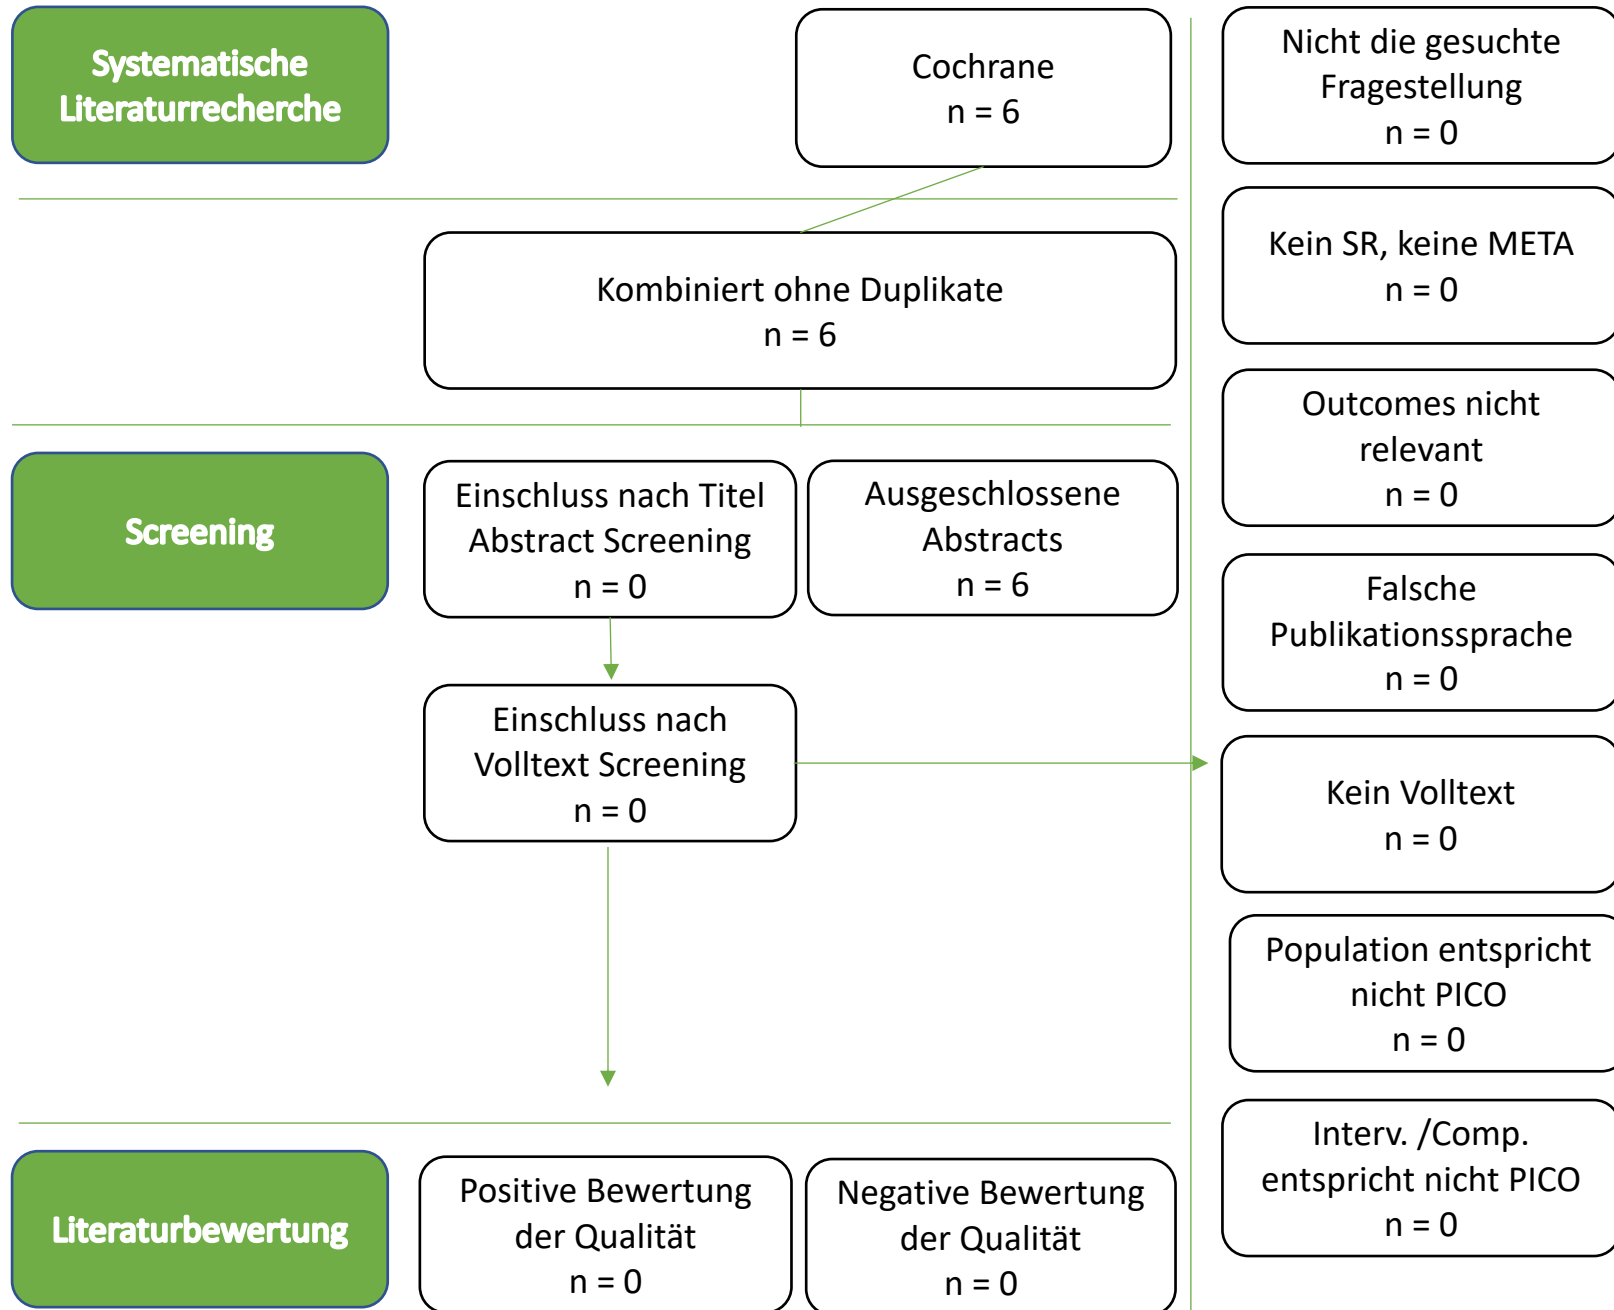 Systematische
Literaturrecherche
Cochrane
n = 6
Kombiniert ohne Duplikate
n = 6
Screening
Einschluss nach Titel
Abstract Screening
n = 0
Ausgeschlossene
Abstracts
n = 6
Einschluss nach
Volltext Screening
n = 0
Literaturbewertung
Positive Bewertung
der Qualität
n = 0
Negative Bewertung
der Qualität
n = 0
Nicht die gesuchte
Fragestellung
n = 0
Kein SR, keine META
n = 0
Outcomes nicht
relevant
n = 0
Falsche
Publikationssprache
n = 0
Kein Volltext
n = 0
Population entspricht
nicht PICO
n = 0
Interv. /Comp.
entspricht nicht PICO
n = 0